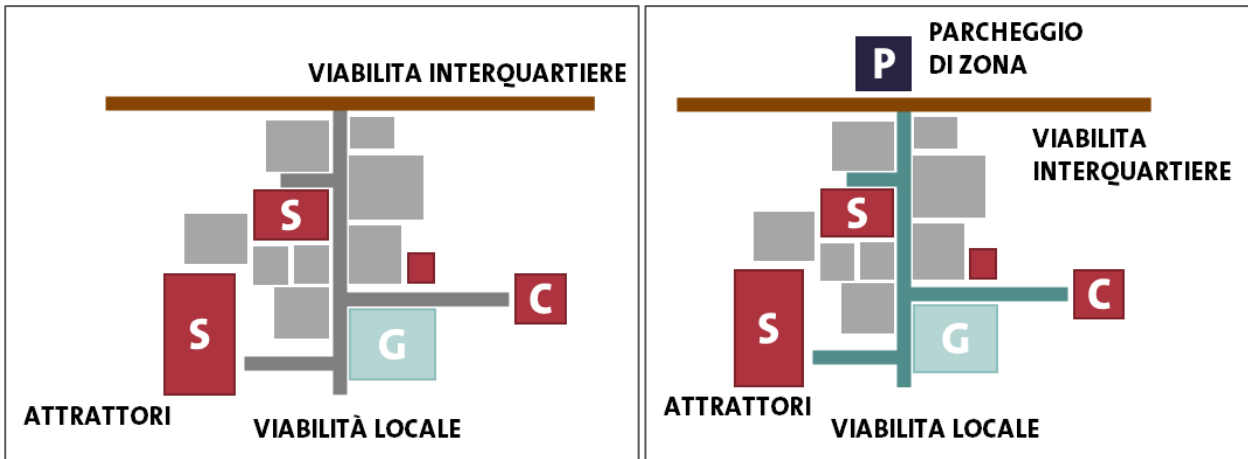 VIABILITA INTERQUARTIERE
S
S
C
G
ATTRATTORI
VIABILITÀ LOCALE
P
PARCHEGGIO
DI ZONA
VIABILITA
INTERQUARTIERE
S
S
C
G
ATTRATTORI
VIABILITA LOCALE